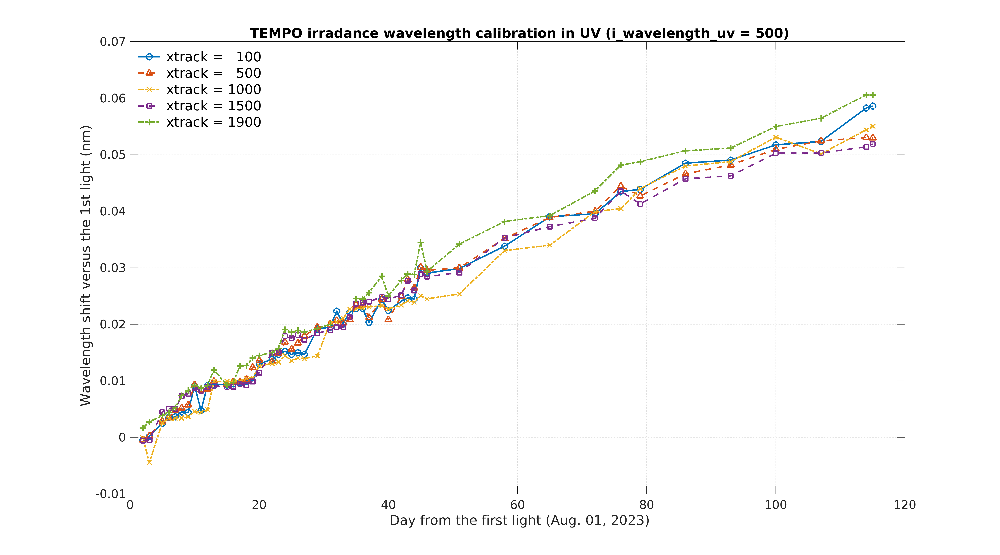 TEMPO irradiance wavelength calibration in UV (i_wavelength_uv = 500)
0.07
0.06
0.05
0.04
0.03
0.02
0.01
0
-0.01
Wavelength shift versus the 1st light (nm)
xtrack = 100
xtrack = 500
xtrack = 1000
xtrack = 1500
xtrack = 1900
0 20 40 60 80 100 120
Day from the first light (Aug. 01, 2023)